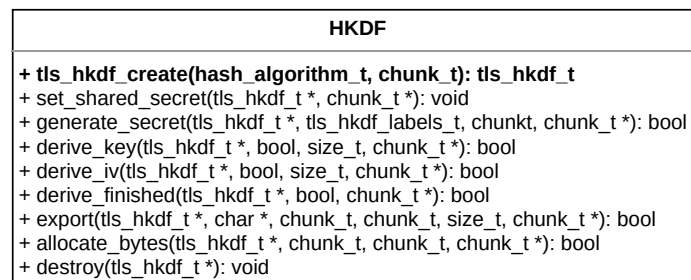 HKDF
+ tls_hkdf_create(hash_algorithm_t, chunk_t): tls_hkdf_t
+ set_shared_secret(tls_hkdf_t *, chunk_t *): void
+ generate_secret(tls_hkdf_t *, tls_hkdf_labels_t, chunkt, chunk_t *): bool
+ derive_key(tls_hkdf_t *, bool, size_t, chunk_t *): bool
+ derive_iv(tls_hkdf_t *, bool, size_t, chunk_t *): bool
+ derive_finished(tls_hkdf_t *, bool, chunk_t *): bool
+ export(tls_hkdf_t *, char *, chunk_t, chunk_t, size_t, chunk_t *): bool
+ allocate_bytes(tls_hkdf_t *, chunk_t, chunk_t, chunk_t *): bool
+ destroy(tls_hkdf_t *): void